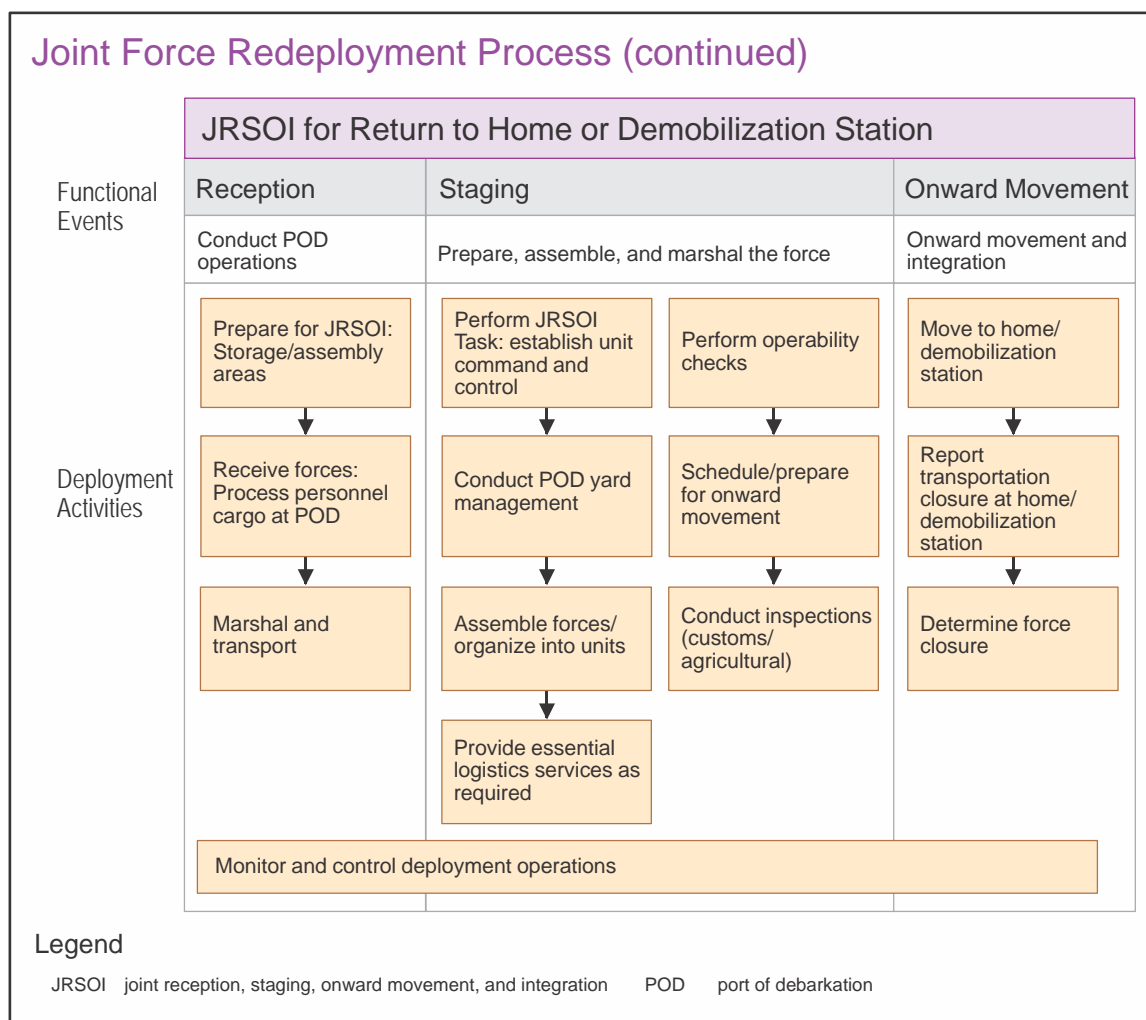 Joint Force Redeployment Process (continued)
JRSOI for Return to Home or Demobilization Station
Functional
Events
Reception
Staging
Onward Movement
Conduct POD
operations
Prepare, assemble, and marshal the force
Onward movement and
integration
Deployment
Activities
Prepare for JRSOI:
Storage/assembly
areas
Receive forces:
Process personnel
cargo at POD
Marshal and
transport
Perform JRSOI
Task: establish unit
command and
control
Conduct POD yard
management
Assemble forces/
organize into units
Provide essential
logistics services as
required
Perform operability
checks
Schedule/prepare
for onward
movement
Conduct inspections
(customs/
agricultural)
Move to home/
demobilization
station
Report
transportation
closure at home/
demobilization
station
Determine force
closure
Monitor and control deployment operations
Legend
JRSOI joint reception, staging, onward movement, and integration POD port of debarkation